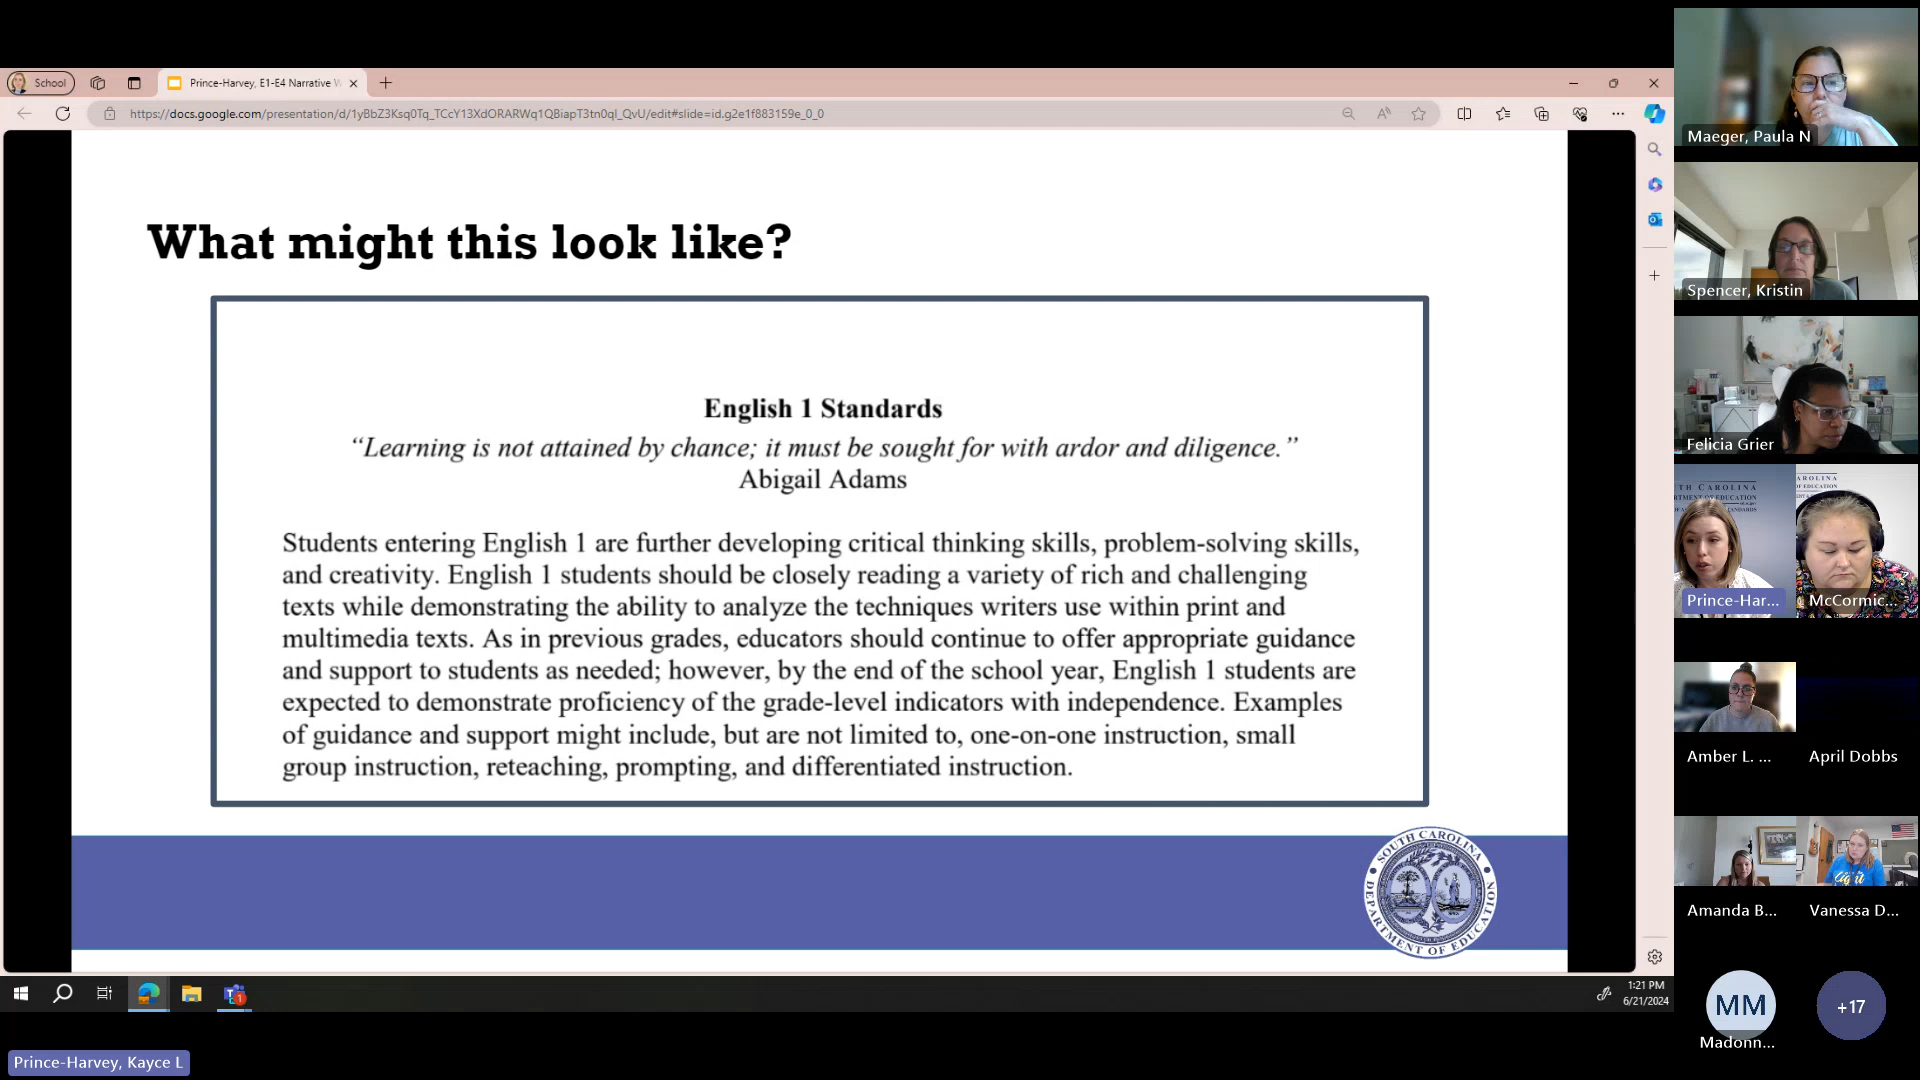 School
Prince-Harvey, E1-E4 Narrative W
https://docs.google.com/presentation/d/1yBbZ3Ksq0Tq_TCcY13XdORARWq1QBiapT3tn0ql_QvU/edit#slide=id.g2e1f883159e_0_0
What might this look like?
English 1 Standards
“Learning is not attained by chance; it must be sought for with ardor and diligence.”
Abigail Adams
Students entering English 1 are further developing critical thinking skills, problem-solving skills,
and creativity. English 1 students should be closely reading a variety of rich and challenging
texts while demonstrating the ability to analyze the techniques writers use within print and
multimedia texts. As in previous grades, educators should continue to offer appropriate guidance
and support to students as needed; however, by the end of the school year, English 1 students are
expected to demonstrate proficiency of the grade-level indicators with independence. Examples
of guidance and support might include, but are not limited to, one-on-one instruction, small
group instruction, reteaching, prompting, and differentiated instruction.
SOUTH CAROLINA
DEPARTMENT OF EDUCATION
1:21 PM
6/21/2024
Prince-Harvey, Kayce L
Maeger, Paula N
Spencer, Kristin
Felicia Grier
Prince-Har...
McCormic...
Amber L. ...
April Dobbs
Amanda B...
Vanessa D...
MM
+17
Madonn...